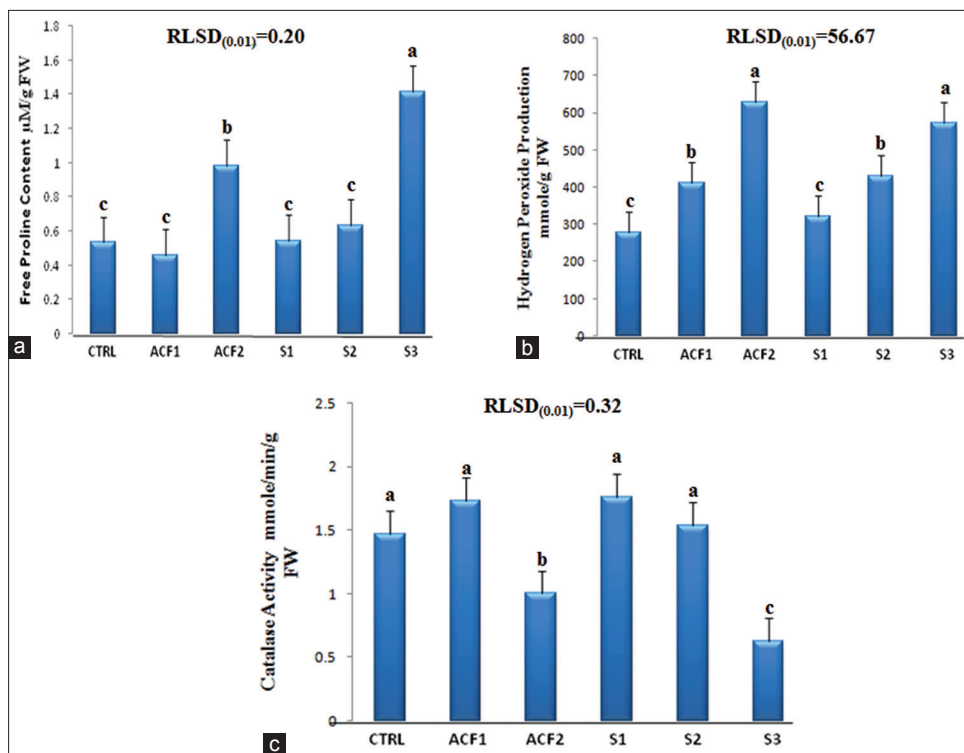 RLSD(0.01)=0.20
Free Proline Content µM/g FW
1.8
1.6
1.4
1.2
1
0.8
0.6
0.4
0.2
0
c
c
b
c
c
a
CTRL ACF1 ACF2 S1 S2 S3
a
RLSD(0.01)=56.67
Hydrogen Peroxide Production
mmole/g FW
800
700
600
500
400
300
200
100
0
c
b
a
c
b
a
CTRL ACF1 ACF2 S1 S2 S3
b
RLSD(0.01)=0.32
Catalase Activity mmole/min/g
FW
2.5
2
1.5
1
0.5
0
a
a
b
a
a
c
CTRL ACF1 ACF2 S1 S2 S3
c